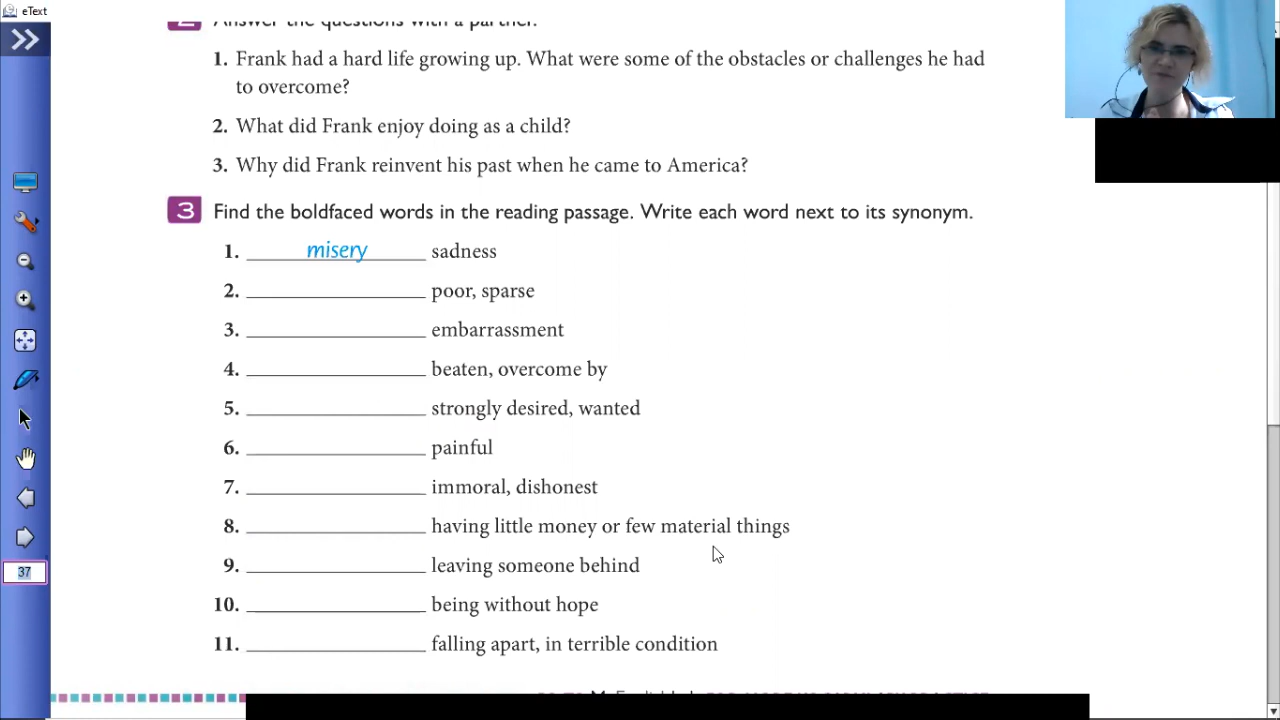 eText
2 Answer the questions with a partner.
1. Frank had a hard life growing up. What were some of the obstacles or challenges he had
to overcome?
2. What did Frank enjoy doing as a child?
3. Why did Frank reinvent his past when he came to America?
3 Find the boldfaced words in the reading passage. Write each word next to its synonym.
1. misery sadness
2. poor, sparse
3. embarrassment
4. beaten, overcome by
5. strongly desired, wanted
6. painful
7. immoral, dishonest
8. having little money or few material things
9. leaving someone behind
10. being without hope
11. falling apart, in terrible condition
37